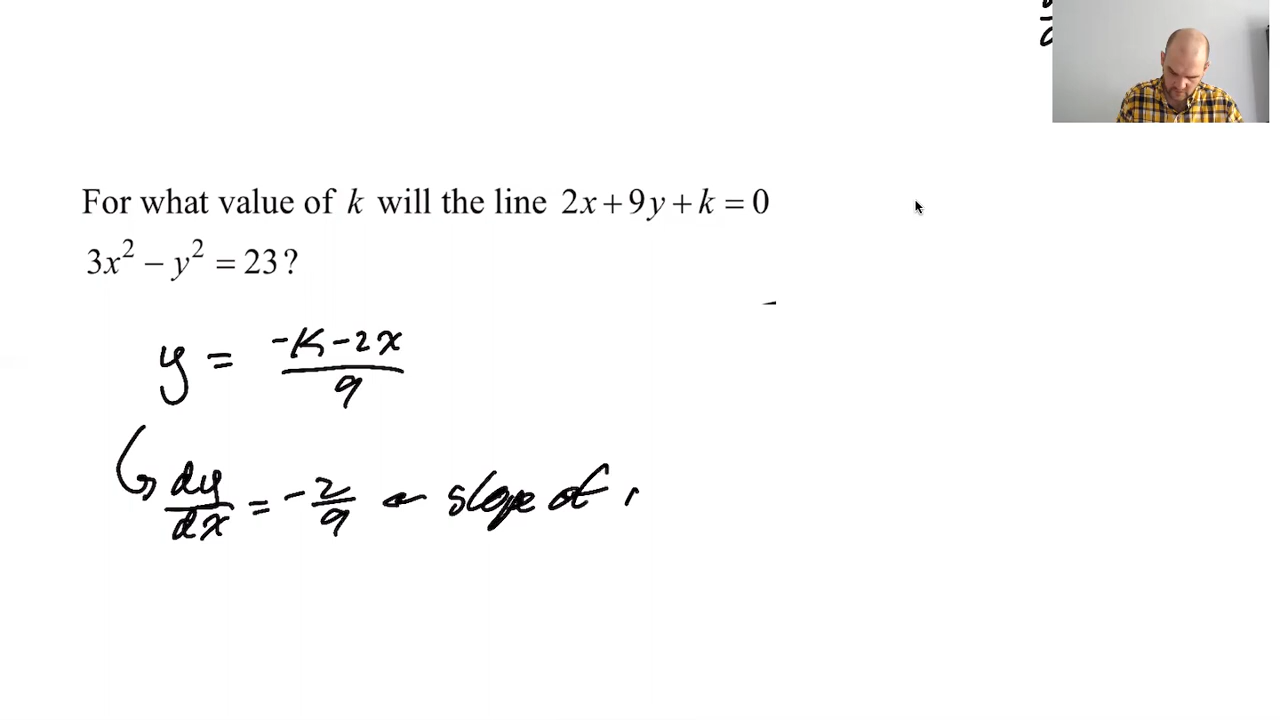 For what value of k will the line 2x+9y+k=0
3x² − y² = 23?
y = -K-2x/9
dy/dx = -2/9 ← slope of